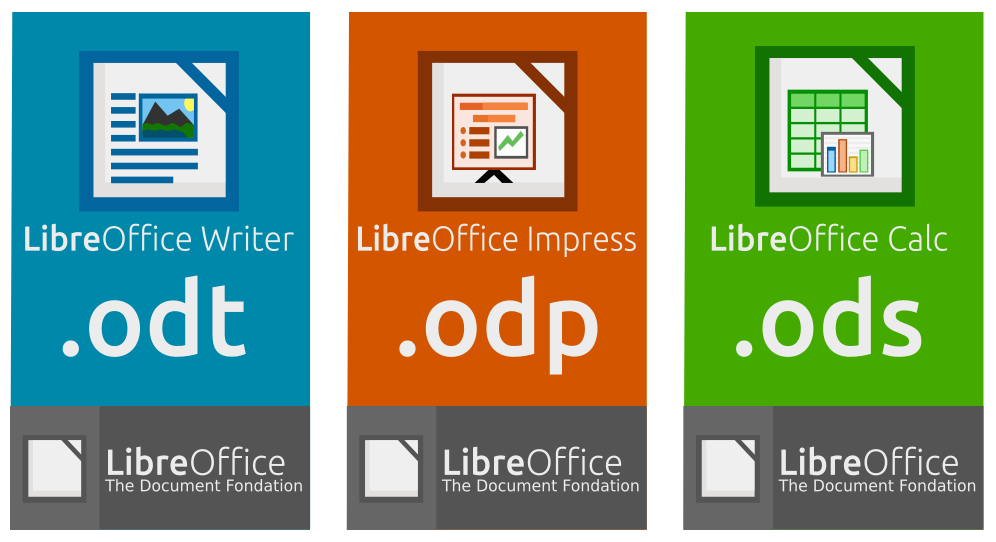 LibreOffice Writer
.odt
LibreOffice
The Document Fondation
LibreOffice Impress
.odp
LibreOffice
The Document Fondation
LibreOffice Calc
.ods
LibreOffice
The Document Fondation